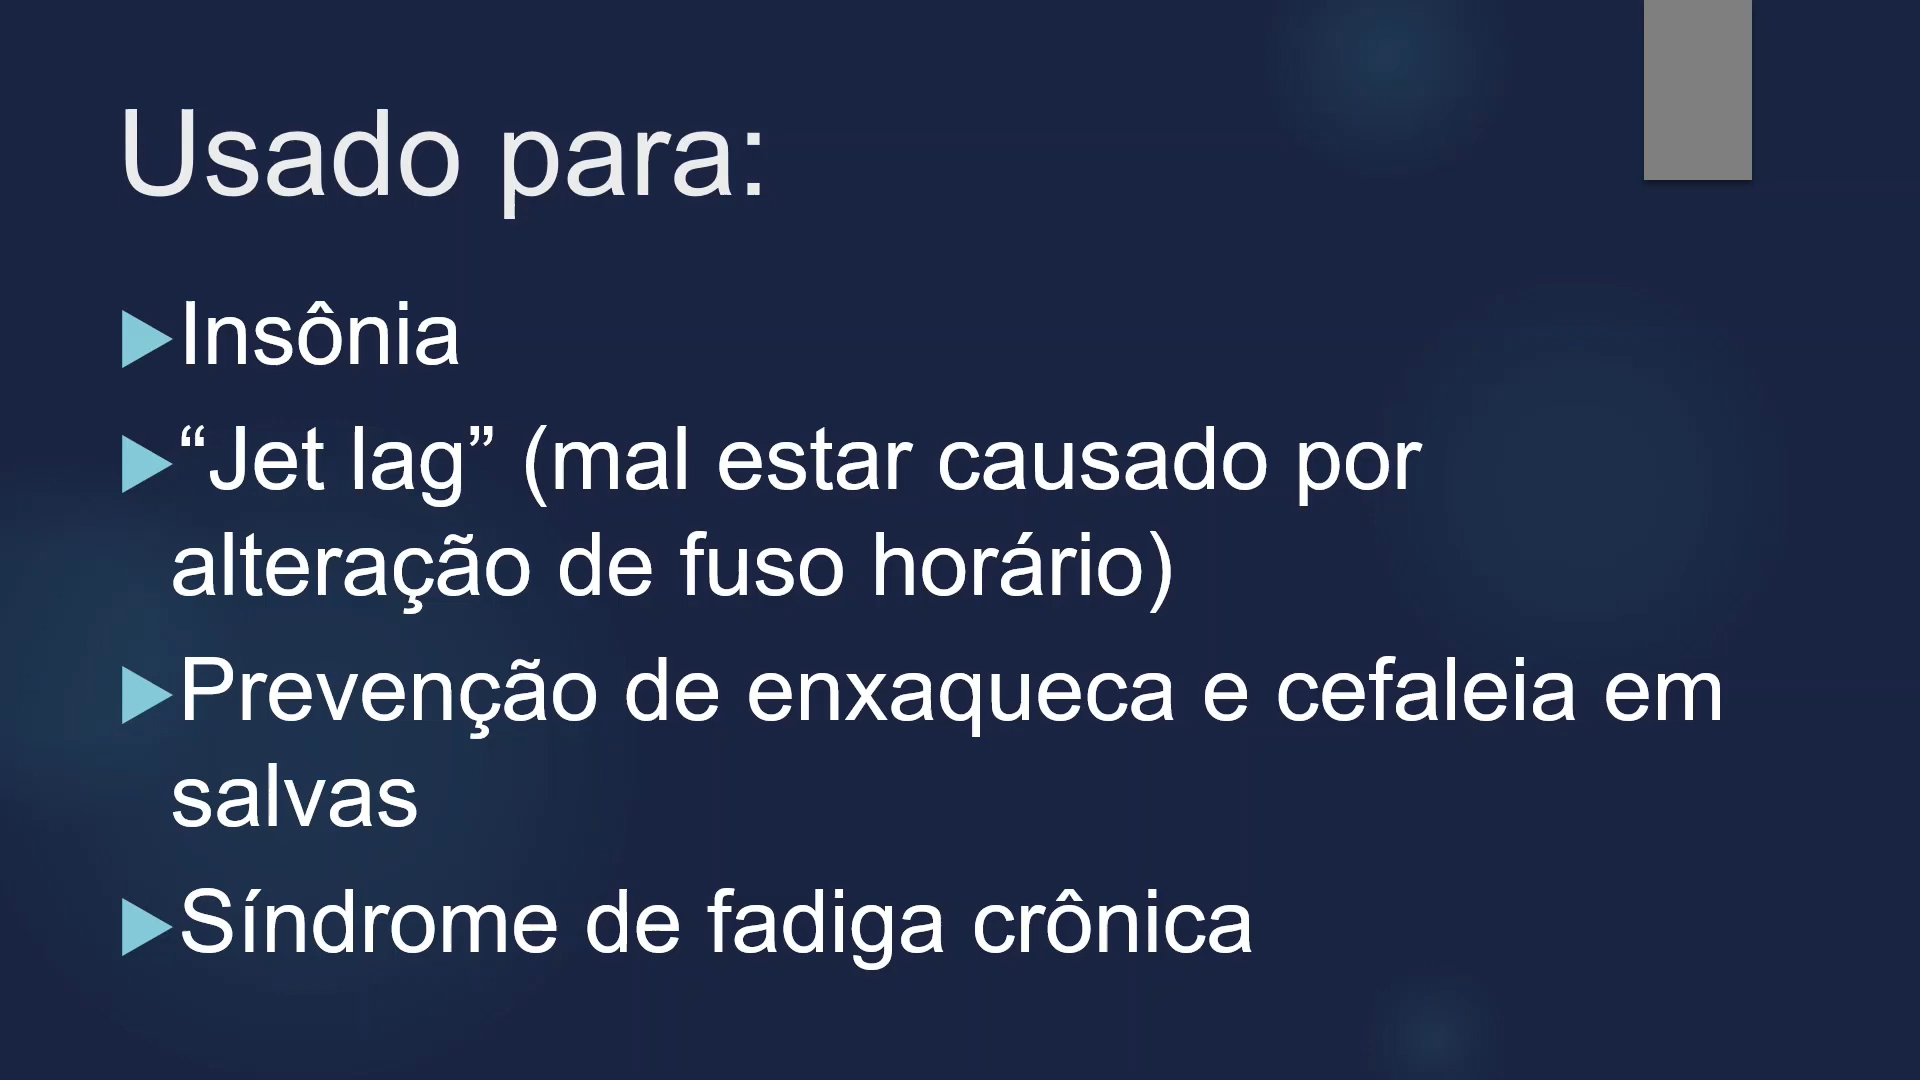 Usado para:
Insônia
“Jet lag” (mal estar causado por
alteração de fuso horário)
Prevenção de enxaqueca e cefaleia em
salvas
Síndrome de fadiga crônica